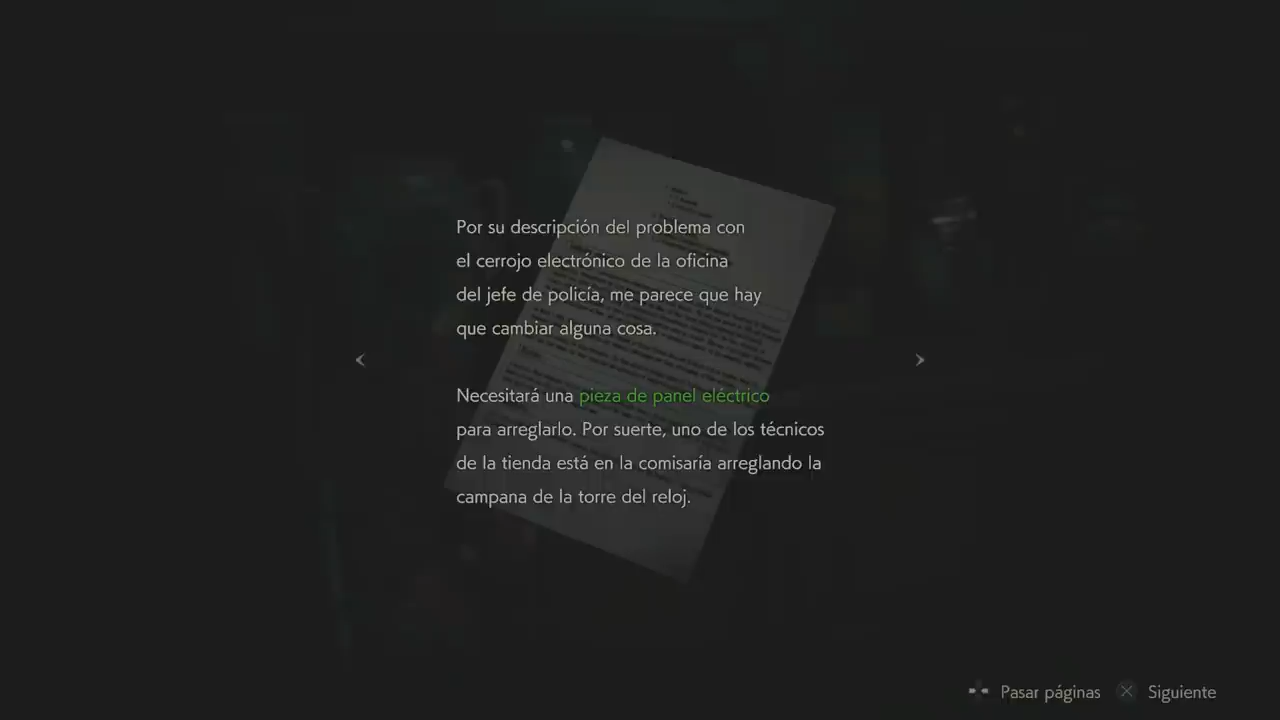 Por su descripción del problema con
el cerrojo electrónico de la oficina
del jefe de policía, me parece que hay
que cambiar alguna cosa.
Necesitará una pieza de panel eléctrico
para arreglarlo. Por suerte, uno de los técnicos
de la tienda está en la comisaría arreglando la
campana de la torre del reloj.
Pasar páginas Siguiente